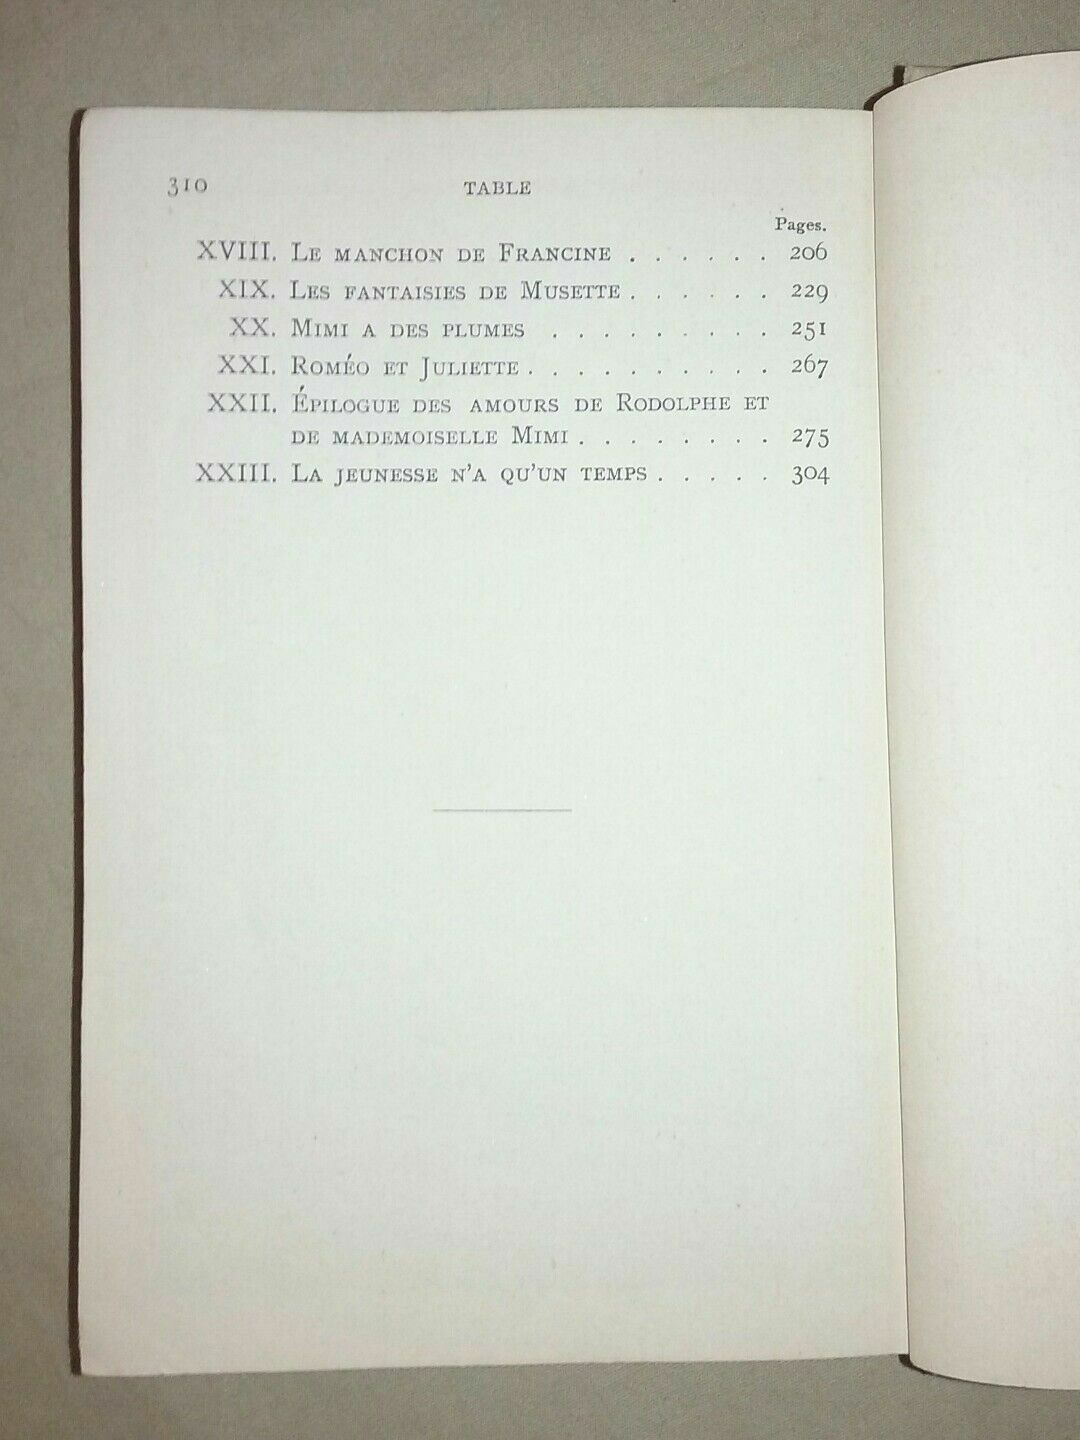 310 TABLE
Pages.
XVIII. Le manchon de Francine . . . . . . 206
XIX. Les fantaisies de Musette . . . . . . 229
XX. Mimi a des plumes . . . . . . . . . 251
XXI. Roméo et Juliette . . . . . . . . . . 267
XXII. Épilogue des amours de Rodolphe et
de mademoiselle Mimi . . . . . . . . 275
XXIII. La jeunesse n'a qu'un temps . . . . . 304